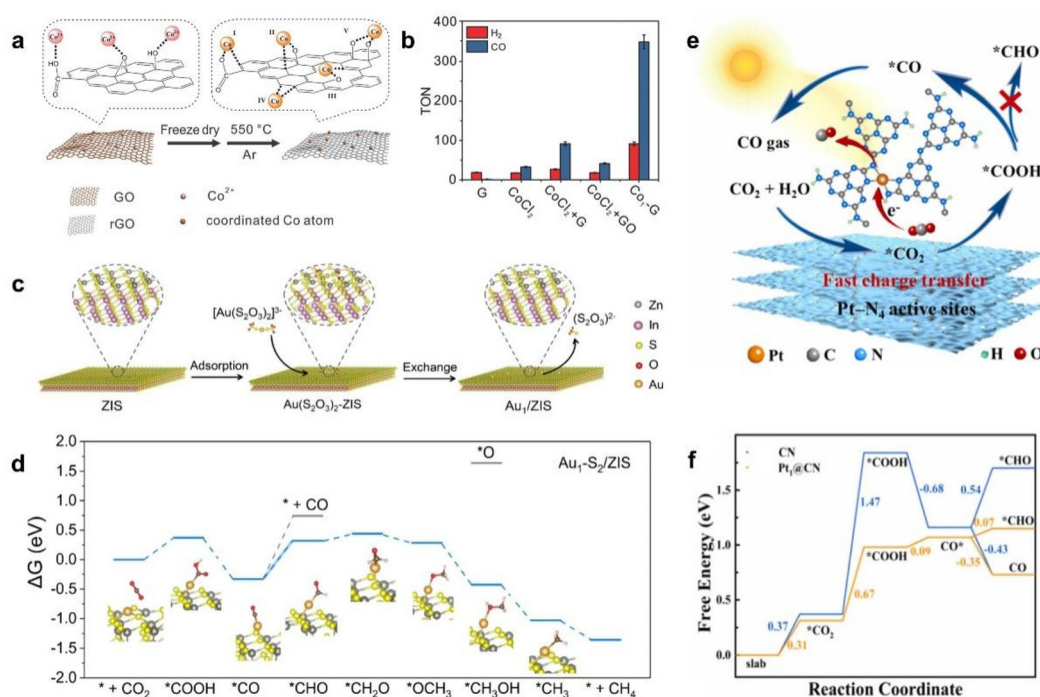 a
Co²⁺
Co²⁺
Co²⁺
HO
O
O
HO
I
II
V
Co
Co
Co
Co
Co
IV
III
Freeze dry
550 °C
Ar
GO
Co²⁺
rGO
coordinated Co atom
b
H₂
CO
TON
400
300
200
100
0
G
CoCl₂
CoCl₂+G
CoCl₂+GO
Co₁-G
c
[Au(S₂O₃)₂]³⁻
(S₂O₃)²⁻
Adsorption
Exchange
ZIS
Au(S₂O₃)₂-ZIS
Au₁/ZIS
Zn
In
S
O
Au
d
ΔG (eV)
2.0
1.5
1.0
0.5
0.0
-0.5
-1.0
-1.5
-2.0
*O
Au₁-S₂/ZIS
* + CO
* + CO₂
*COOH
*CO
*CHO
*CH₂O
*OCH₃
*CH₃OH
*CH₃
* + CH₄
e
*CO
*CHO
CO gas
*COOH
CO₂ + H₂O
e⁻
*CO₂
Fast charge transfer
Pt–N₄ active sites
Pt
C
N
H
O
f
CN
Pt₁@CN
Free Energy (eV)
1.5
1.0
0.5
0.0
*COOH
*CHO
-0.68
0.54
1.47
0.07
*CHO
*COOH
0.09
CO*
-0.43
-0.35
CO
0.67
0.37
*CO₂
0.31
slab
Reaction Coordinate